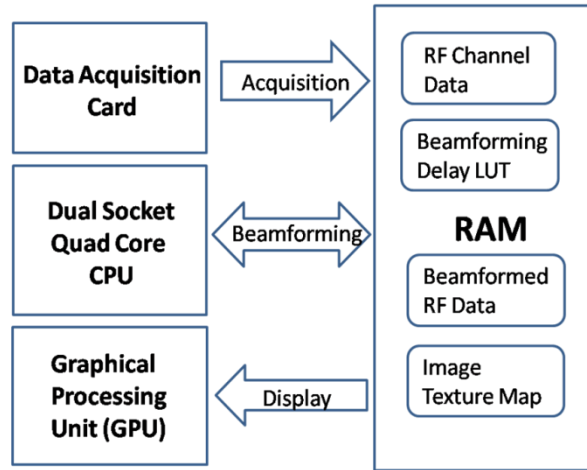 Data Acquisition
Card
Acquisition
RF Channel
Data
Beamforming
Delay LUT
Dual Socket
Quad Core
CPU
Beamforming
RAM
Beamformed
RF Data
Graphical
Processing
Unit (GPU)
Display
Image
Texture Map